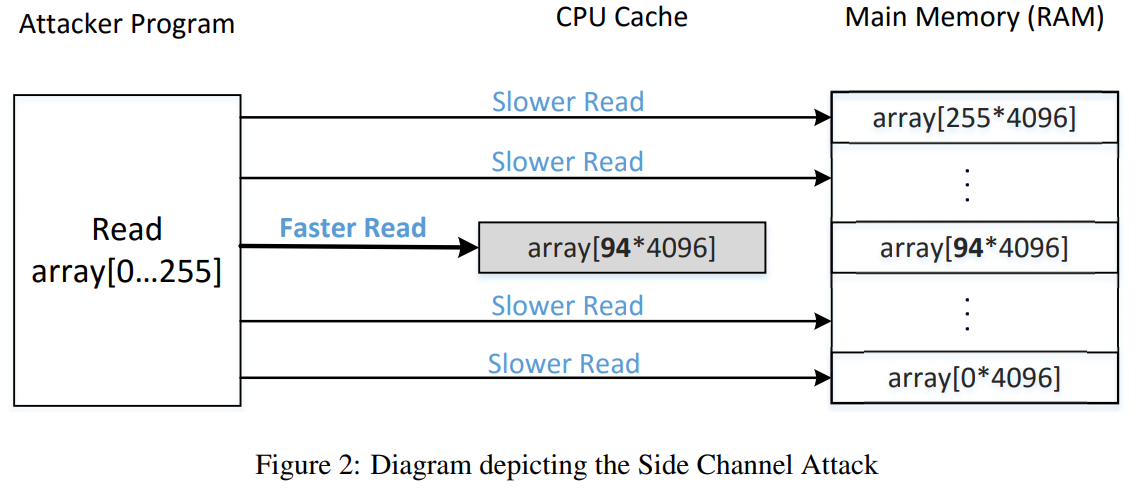 Attacker Program
CPU Cache
Main Memory (RAM)
Slower Read
array[255*4096]
Slower Read
⋮
Read
array[0...255]
Faster Read
array[94*4096]
array[94*4096]
Slower Read
⋮
Slower Read
array[0*4096]
Figure 2: Diagram depicting the Side Channel Attack